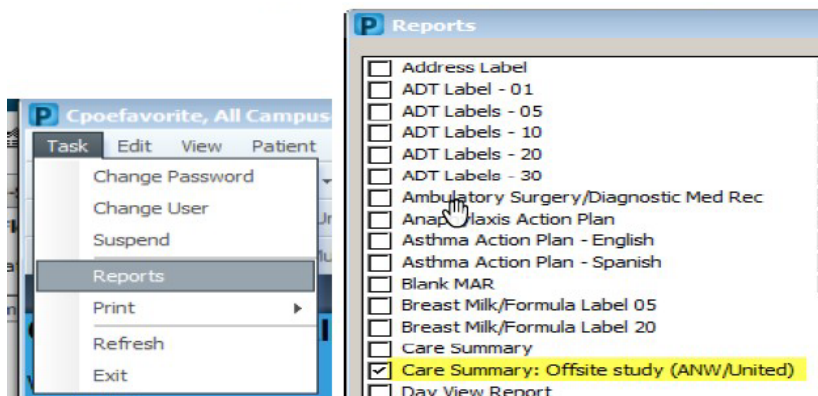 Cpoefavorite, All Campus
Task Edit View Patient
Change Password
Change User
Suspend
Reports
Print
Refresh
Exit
P Reports
Address Label
ADT Label - 01
ADT Labels - 05
ADT Labels - 10
ADT Labels - 20
ADT Labels - 30
Ambulatory Surgery/Diagnostic Med Rec
Anaphylaxis Action Plan
Asthma Action Plan - English
Asthma Action Plan - Spanish
Blank MAR
Breast Milk/Formula Label 05
Breast Milk/Formula Label 20
Care Summary
Care Summary: Offsite study (ANW/United)
Day View Report